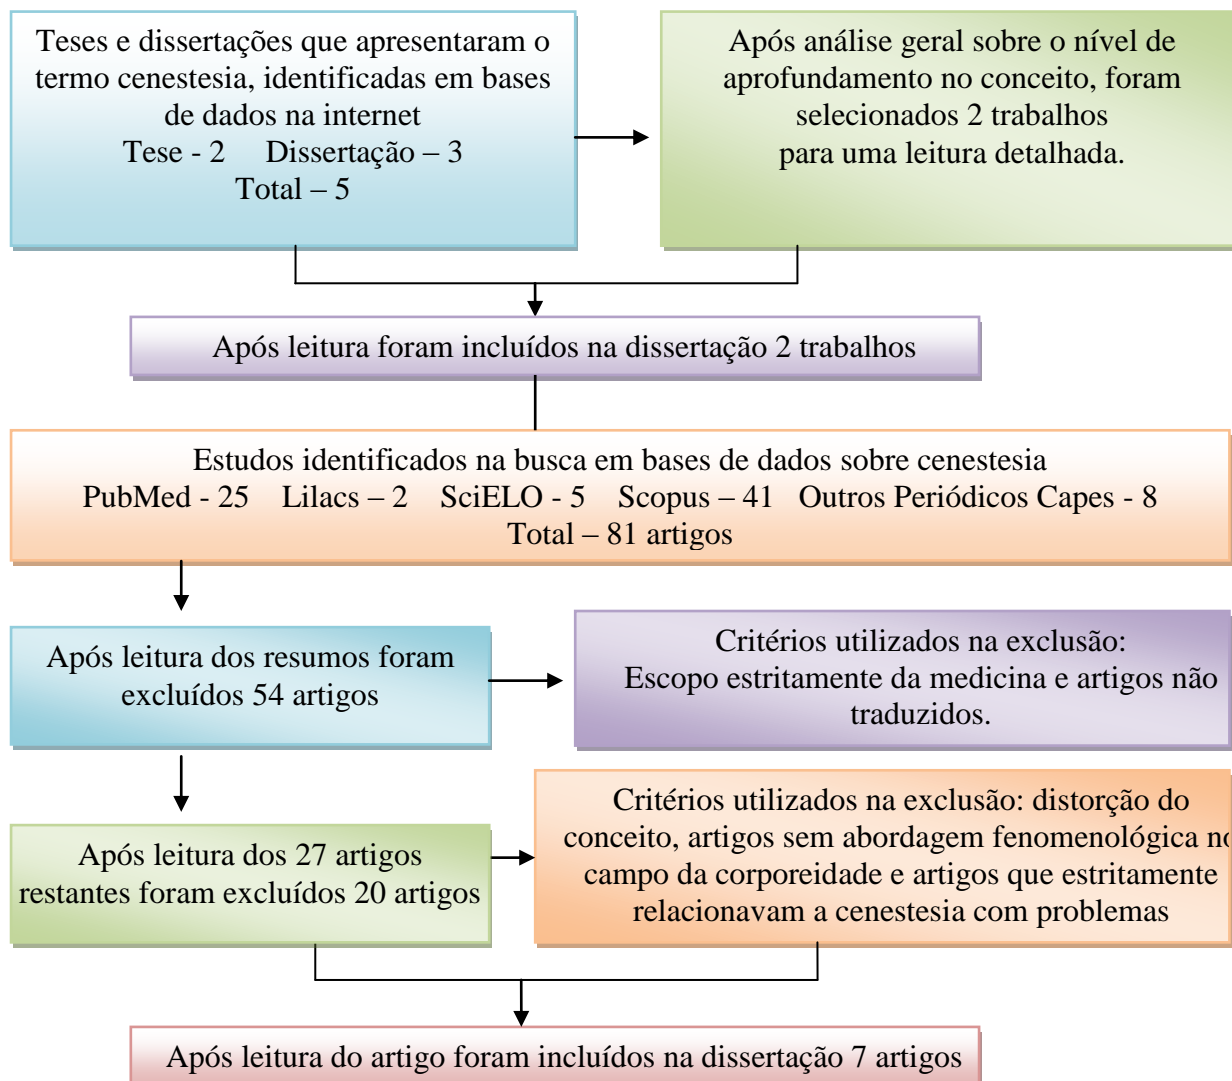 Teses e dissertações que apresentaram o
termo cenestesia, identificadas em bases
de dados na internet
Tese - 2 Dissertação – 3
Total – 5
Após análise geral sobre o nível de
aprofundamento no conceito, foram
selecionados 2 trabalhos
para uma leitura detalhada.
Após leitura foram incluídos na dissertação 2 trabalhos
Estudos identificados na busca em bases de dados sobre cenestesia
PubMed - 25 Lilacs – 2 SciELO - 5 Scopus – 41 Outros Periódicos Capes - 8
Total – 81 artigos
Após leitura dos resumos foram
excluídos 54 artigos
Critérios utilizados na exclusão:
Escopo estritamente da medicina e artigos não
traduzidos.
Após leitura dos 27 artigos
restantes foram excluídos 20 artigos
Critérios utilizados na exclusão: distorção do
conceito, artigos sem abordagem fenomenológica no
campo da corporeidade e artigos que estritamente
relacionavam a cenestesia com problemas
Após leitura do artigo foram incluídos na dissertação 7 artigos